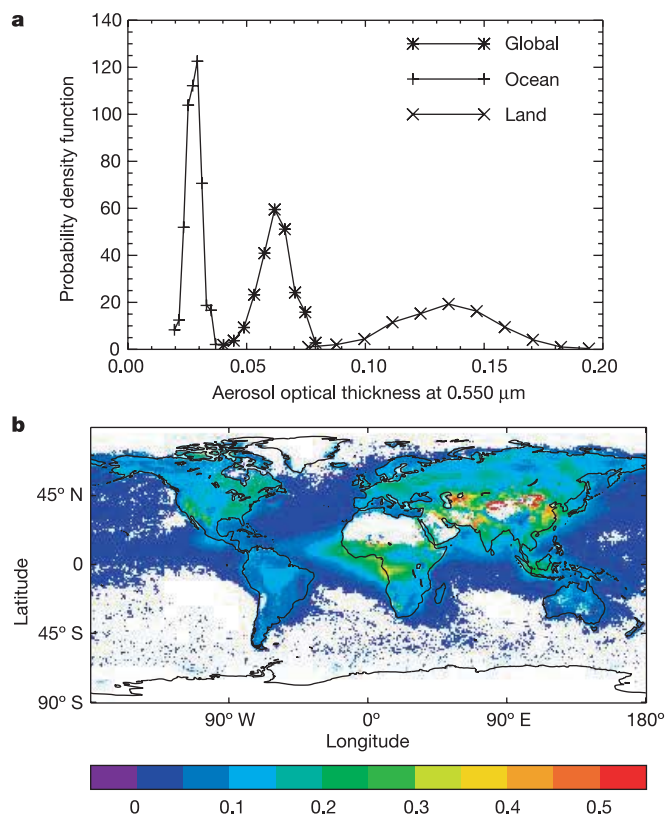 a
140
120
100
80
60
40
20
0
Probability density function
Global
Ocean
Land
0.00 0.05 0.10 0.15 0.20
Aerosol optical thickness at 0.550 μm
b
45° N
0
45° S
90° S
Latitude
90° W 0° 90° E 180°
Longitude
0 0.1 0.2 0.3 0.4 0.5